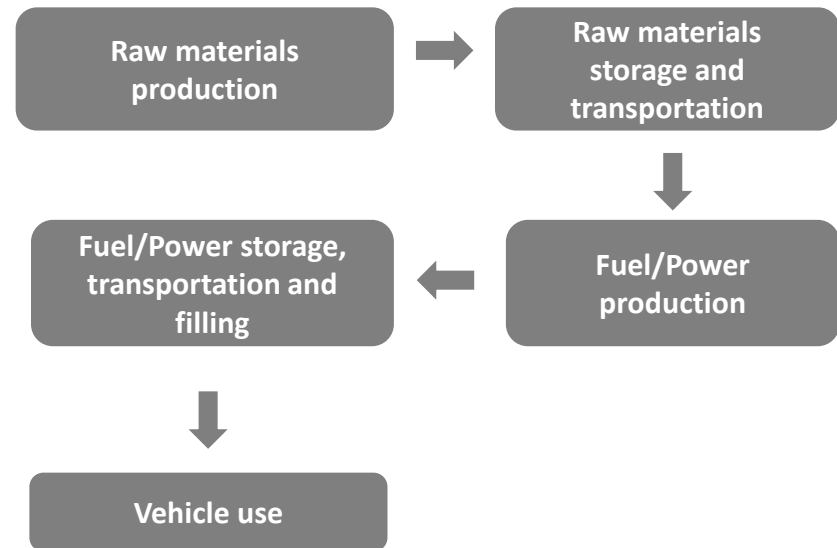 Raw materials
production
Raw materials
storage and
transportation
Fuel/Power storage,
transportation and
filling
Fuel/Power
production
Vehicle use